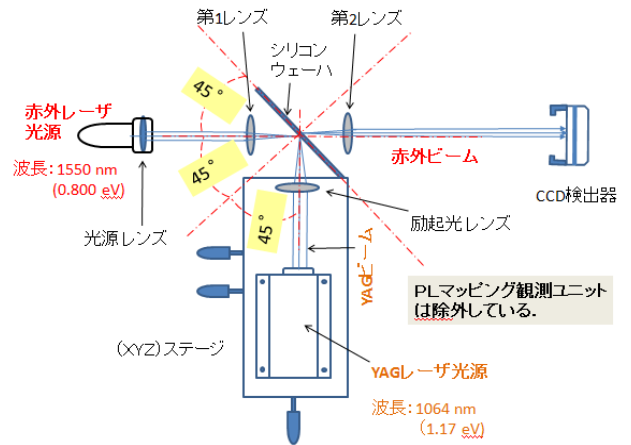 第1レンズ
第2レンズ
シリコン
ウェーハ
45°
赤外レーザ
光源
赤外ビーム
波長：1550 nm
(0.800 eV)
45°
CCD検出器
光源レンズ
45°
励起光レンズ
YAGビーム
PLマッピング観測ユニット
は除外している．
(XYZ)ステージ
YAGレーザ光源
波長：1064 nm
(1.17 eV)